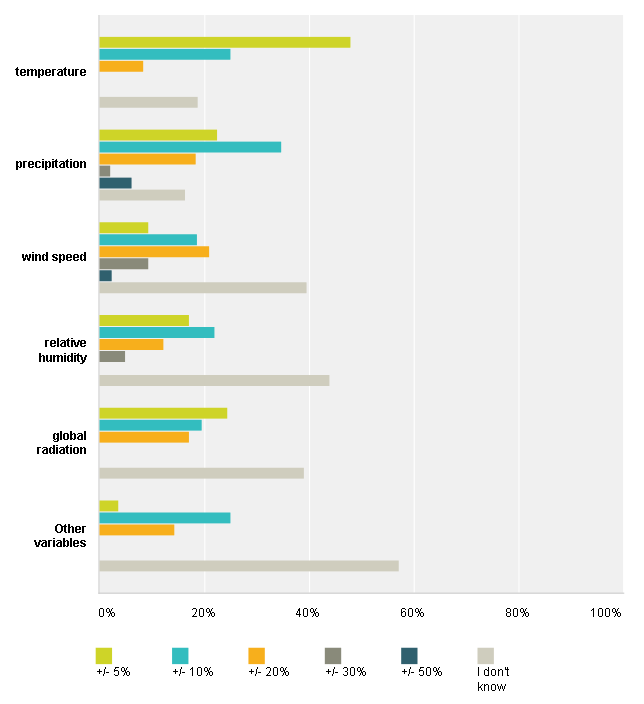 temperature
precipitation
wind speed
relative
humidity
global
radiation
Other
variables
0% 20% 40% 60% 80% 100%
+/- 5% +/- 10% +/- 20% +/- 30% +/- 50% I don't
know